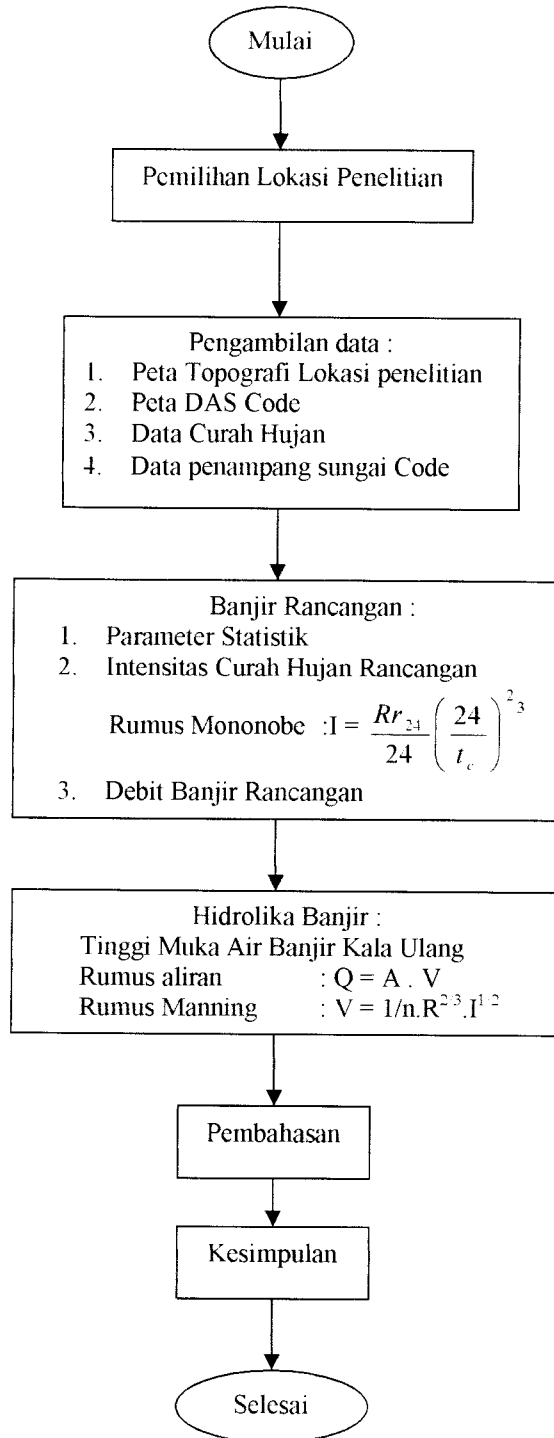 Mulai
Pemilihan Lokasi Penelitian
Pengambilan data :
1. Peta Topografi Lokasi penelitian
2. Peta DAS Code
3. Data Curah Hujan
4. Data penampang sungai Code
Banjir Rancangan :
1. Parameter Statistik
2. Intensitas Curah Hujan Rancangan
Rumus Mononobe :I = Rr₂₄/24 (24/t_c)^2/3
3. Debit Banjir Rancangan
Hidrolika Banjir :
Tinggi Muka Air Banjir Kala Ulang
Rumus aliran : Q = A . V
Rumus Manning : V = 1/n.R^2/3.I^1/2
Pembahasan
Kesimpulan
Selesai